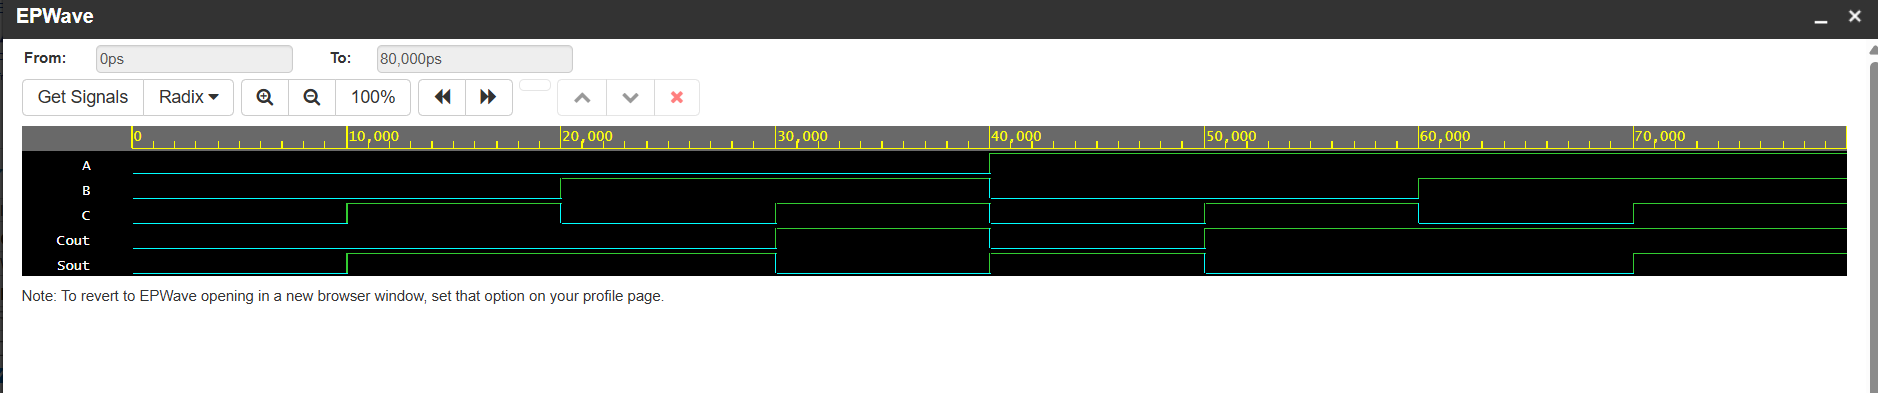 EPWave
From: 0ps To: 80,000ps
Get Signals Radix 100%
0 10,000 20,000 30,000 40,000 50,000 60,000 70,000
A
B
C
Cout
Sout
Note: To revert to EPWave opening in a new browser window, set that option on your profile page.